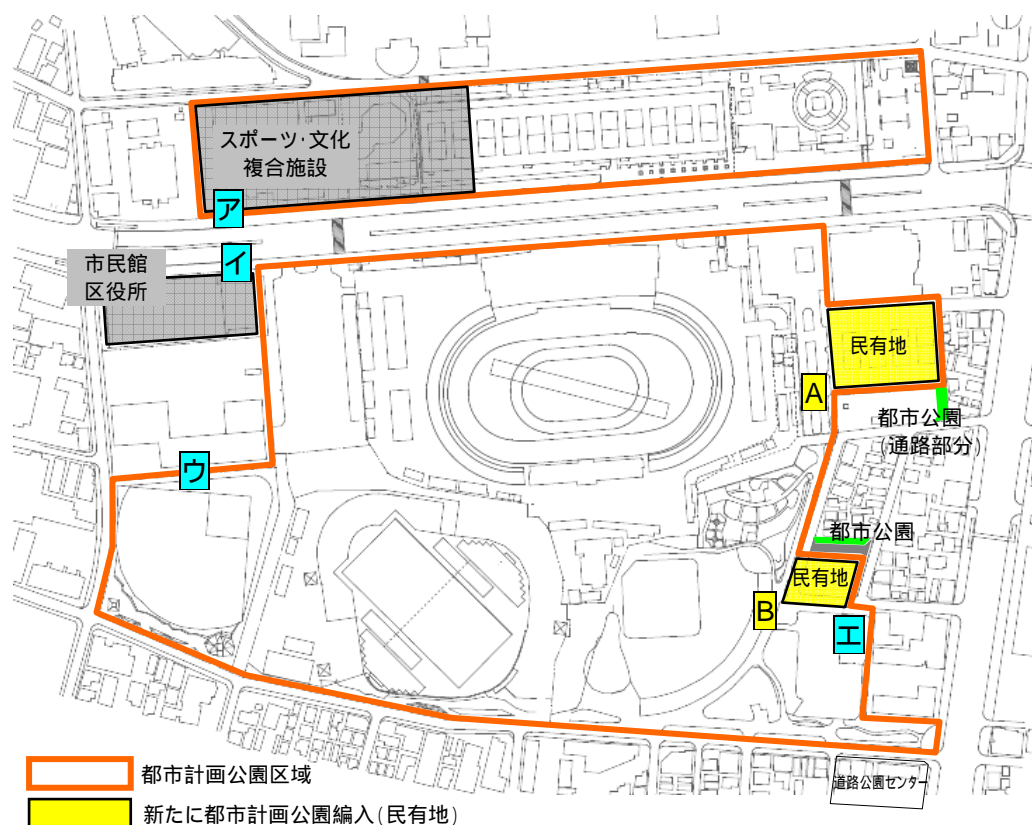 スポーツ・文化
複合施設
ア
イ
市民館
区役所
民有地
A
都市公園
(通路部分)
ウ
都市公園
民有地
B
エ
都市計画公園区域
道路公園センター
新たに都市計画公園編入(民有地)